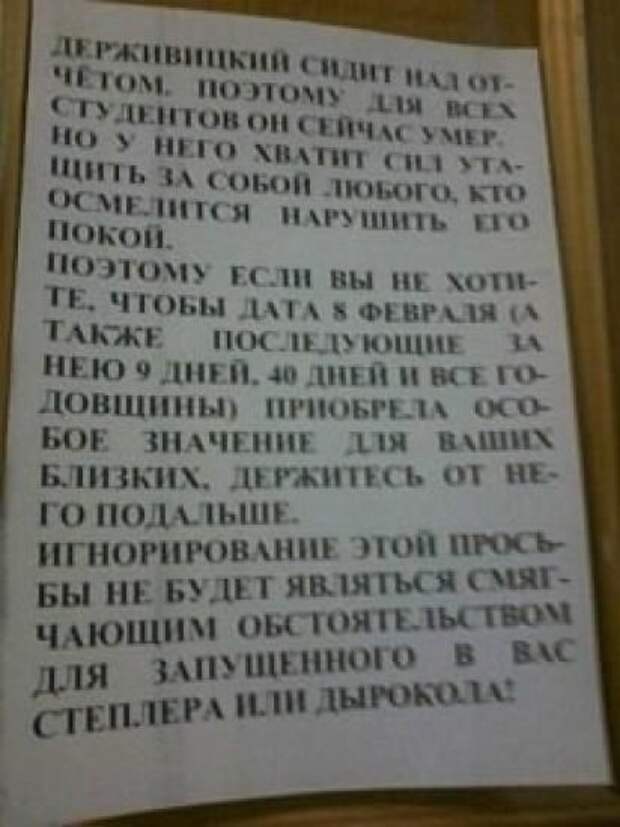 ДЕРЖИВИЦКИЙ СИДИТ НАД ОТ-
ЧЁТОМ. ПОЭТОМУ ДЛЯ ВСЕХ
СТУДЕНТОВ ОН СЕЙЧАС УМЕР.
НО У НЕГО ХВАТИТ СИЛ УТА-
ЩИТЬ ЗА СОБОЙ ЛЮБОГО, КТО
ОСМЕЛИТСЯ НАРУШИТЬ ЕГО
ПОКОЙ.
ПОЭТОМУ ЕСЛИ ВЫ НЕ ХОТИ-
ТЕ, ЧТОБЫ ДАТА 8 ФЕВРАЛЯ (А
ТАКЖЕ ПОСЛЕДУЮЩИЕ ЗА
НЕЮ 9 ДНЕЙ, 40 ДНЕЙ И ВСЕ ГО-
ДОВЩИНЫ) ПРИОБРЕЛА ОСО-
БОЕ ЗНАЧЕНИЕ ДЛЯ ВАШИХ
БЛИЗКИХ, ДЕРЖИТЕСЬ ОТ НЕ-
ГО ПОДАЛЬШЕ.
ИГНОРИРОВАНИЕ ЭТОЙ ПРОСЬ-
БЫ НЕ БУДЕТ ЯВЛЯТЬСЯ СМЯГ-
ЧАЮЩИМ ОБСТОЯТЕЛЬСТВОМ
ДЛЯ ЗАПУЩЕННОГО В ВАС
СТЕПЛЕРА ИЛИ ДЫРОКОЛА!